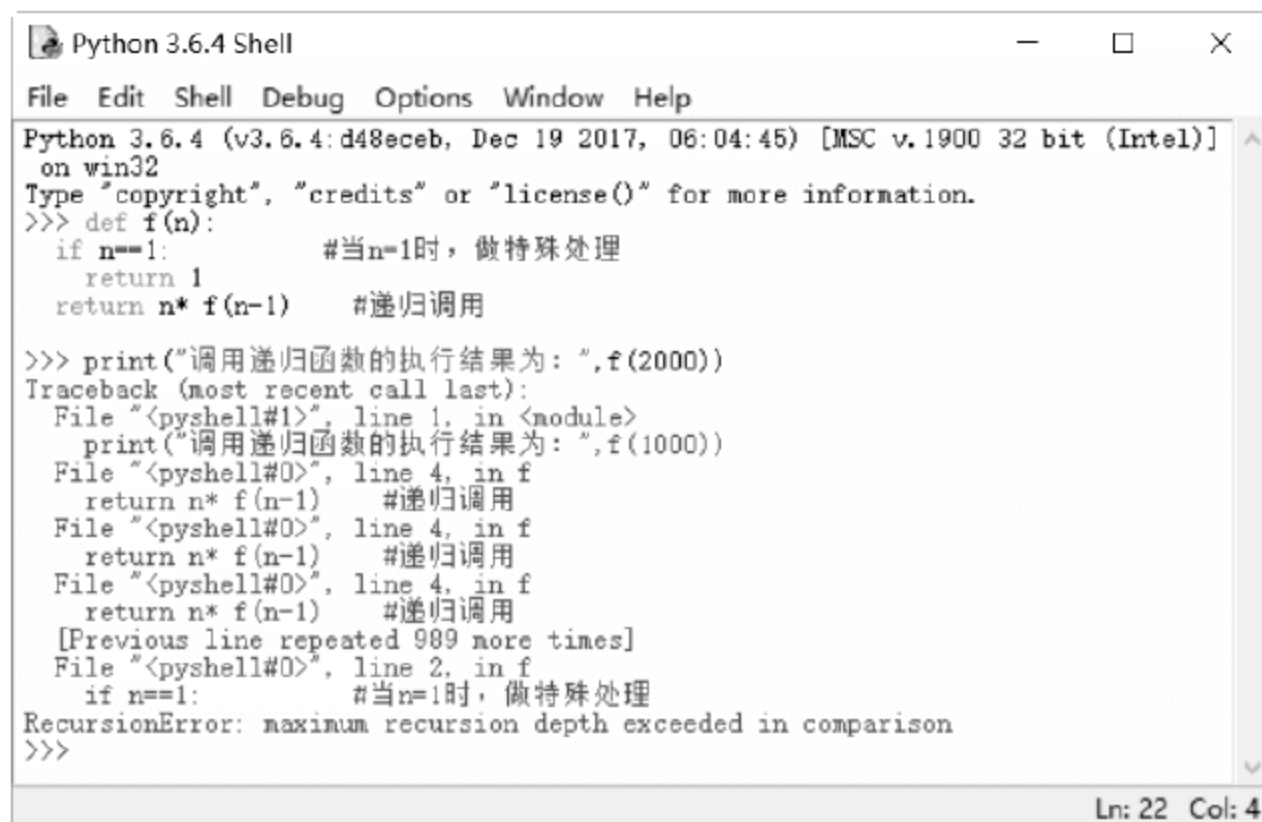 Python 3.6.4 Shell
File Edit Shell Debug Options Window Help
Python 3.6.4 (v3.6.4:d48eceb, Dec 19 2017, 06:04:45) [MSC v.1900 32 bit (Intel)]
 on win32
Type "copyright", "credits" or "license()" for more information.
>>> def f(n):
  if n==1:          #当n=1时，做特殊处理
    return 1
  return n* f(n-1)    #递归调用
>>> print("调用递归函数的执行结果为：",f(2000))
Traceback (most recent call last):
  File "<pyshell#1>", line 1, in <module>
    print("调用递归函数的执行结果为：",f(1000))
  File "<pyshell#0>", line 4, in f
    return n* f(n-1)    #递归调用
  File "<pyshell#0>", line 4, in f
    return n* f(n-1)    #递归调用
  File "<pyshell#0>", line 4, in f
    return n* f(n-1)    #递归调用
  [Previous line repeated 989 more times]
  File "<pyshell#0>", line 2, in f
    if n==1:          #当n=1时，做特殊处理
RecursionError: maximum recursion depth exceeded in comparison
>>>
Ln: 22 Col: 4